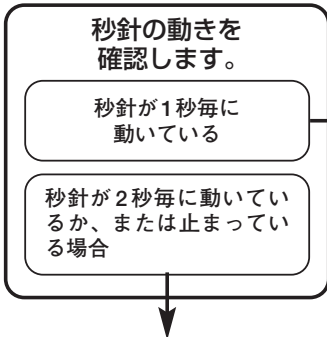 秒針の動きを
確認します。
秒針が1秒毎に
動いている
秒針が2秒毎に動いてい
るか、または止まってい
る場合